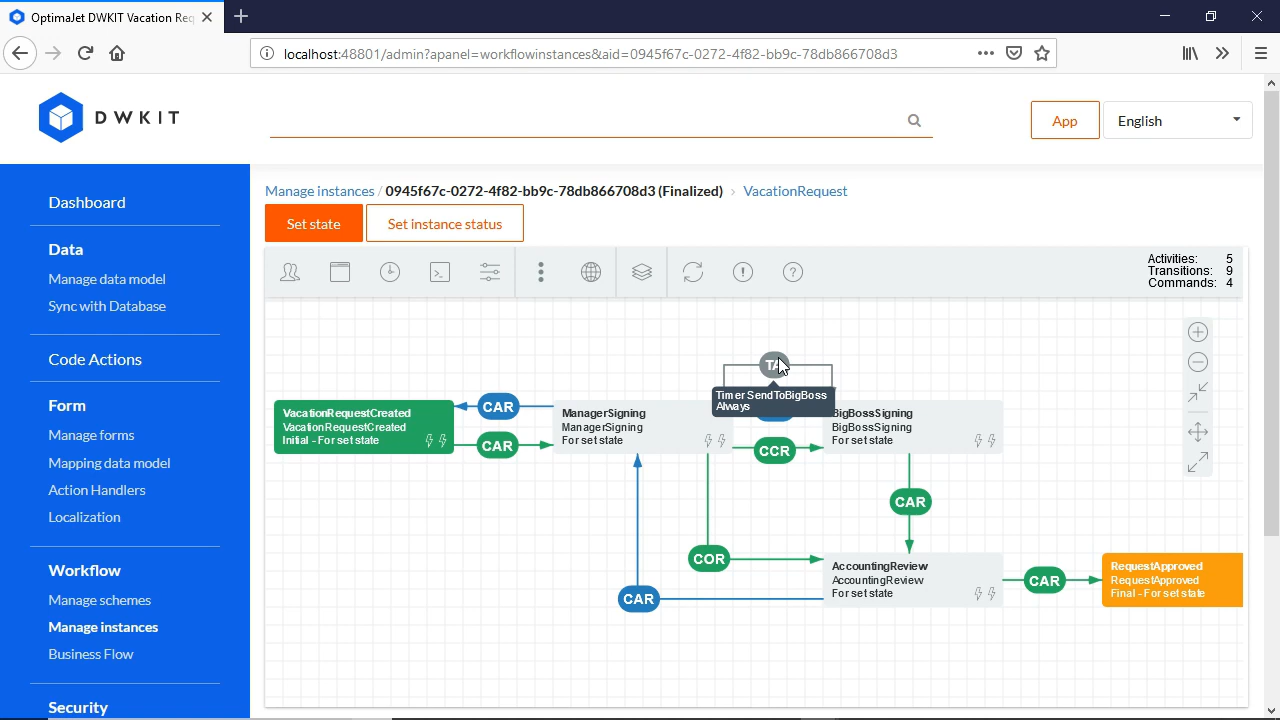 OptimaJet DWKIT Vacation Req
localhost:48801/admin?apanel=workflowinstances&aid=0945f67c-0272-4f82-bb9c-78db866708d3
DWKIT
App
English
Dashboard
Data
Manage data model
Sync with Database
Code Actions
Form
Manage forms
Mapping data model
Action Handlers
Localization
Workflow
Manage schemes
Manage instances
Business Flow
Security
Manage instances / 0945f67c-0272-4f82-bb9c-78db866708d3 (Finalized) > VacationRequest
Set state
Set instance status
Activities: 5
Transitions: 9
Commands: 4
Timer SendToBigBoss
Always
VacationRequestCreated
VacationRequestCreated
Initial - For set state
CAR
CAR
ManagerSigning
ManagerSigning
For set state
CCR
BigBossSigning
BigBossSigning
For set state
CAR
COR
CAR
AccountingReview
AccountingReview
For set state
CAR
RequestApproved
RequestApproved
Final - For set state